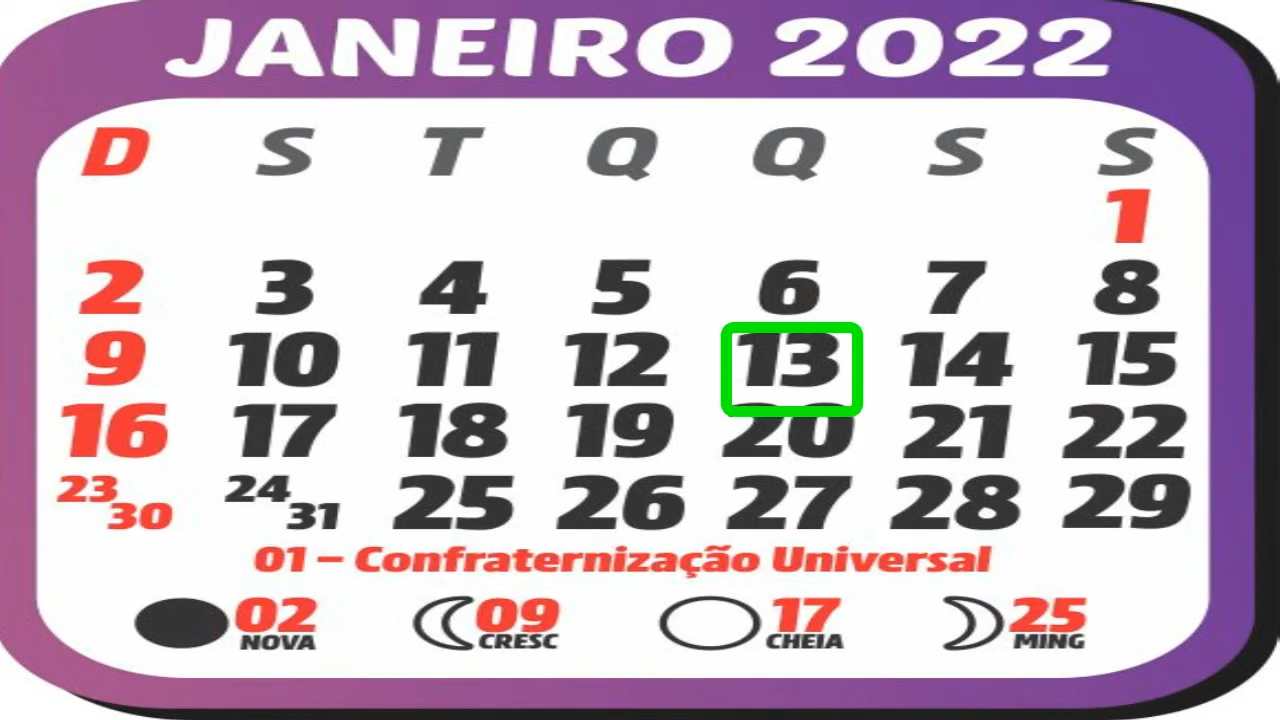 JANEIRO 2022
D S T Q Q S S
1
2 3 4 5 6 7 8
9 10 11 12 13 14 15
16 17 18 19 20 21 22
23 30 24 31 25 26 27 28 29
01 – Confraternização Universal
02 NOVA 09 CRESC 17 CHEIA 25 MING